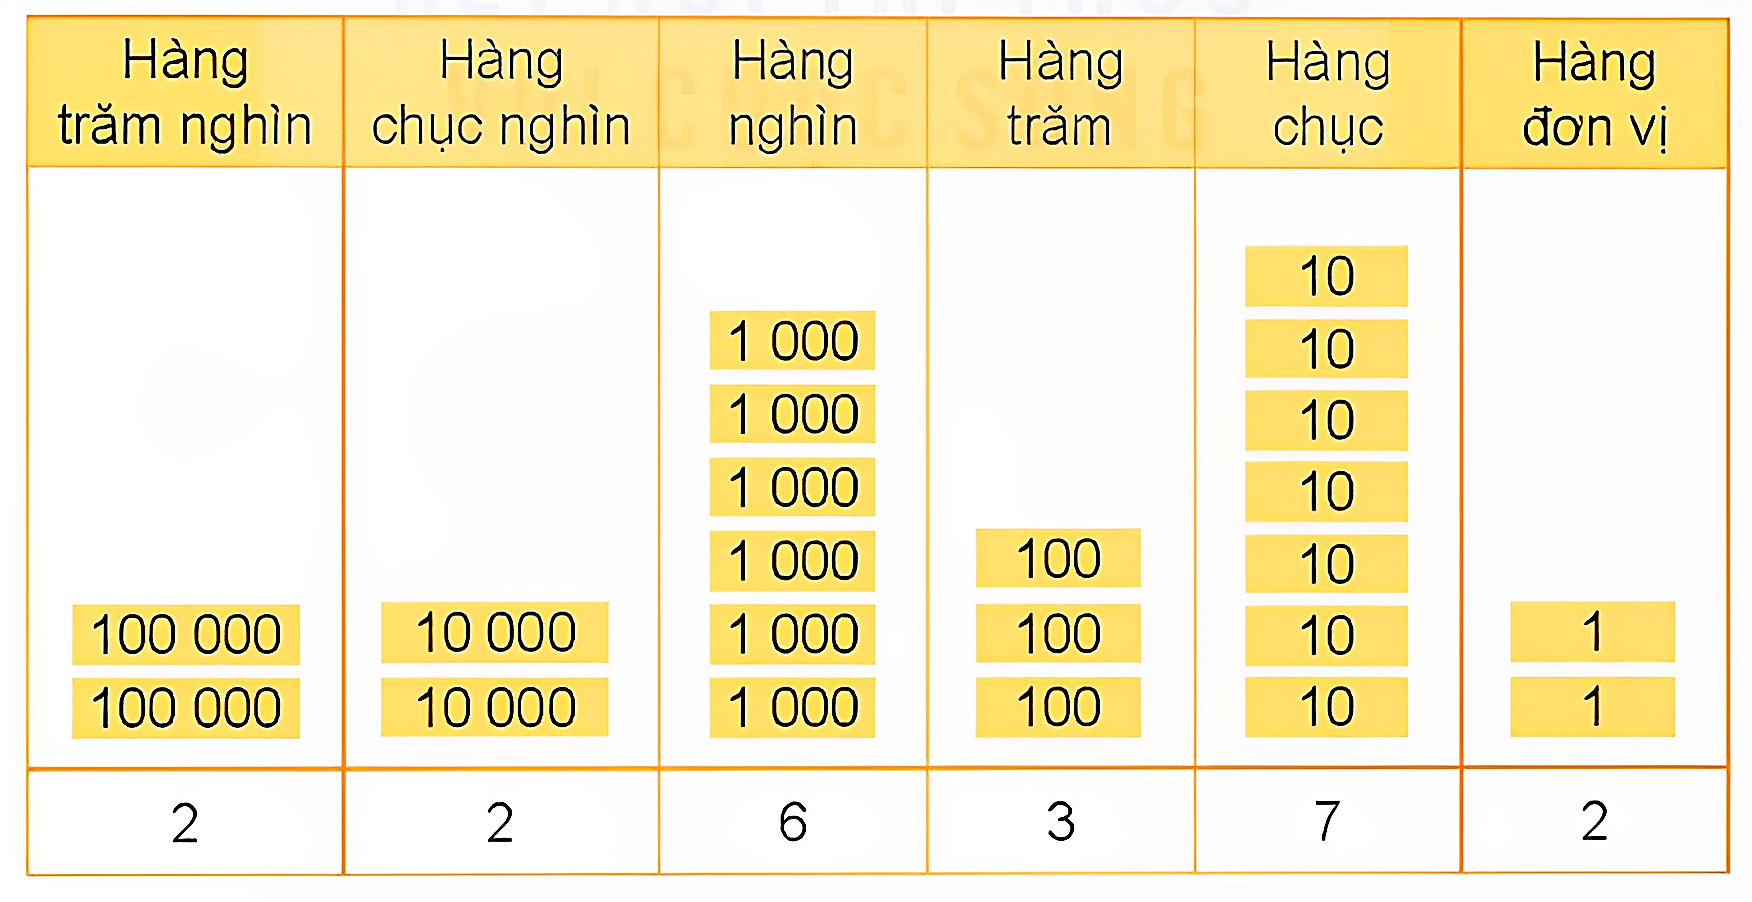 Hàng trăm nghìn
Hàng chục nghìn
Hàng nghìn
Hàng trăm
Hàng chục
Hàng đơn vị
10
1 000 10
1 000 10
1 000 10
1 000 100 10
100 000 10 000 1 000 100 10 1
100 000 10 000 1 000 100 10 1
2 2 6 3 7 2